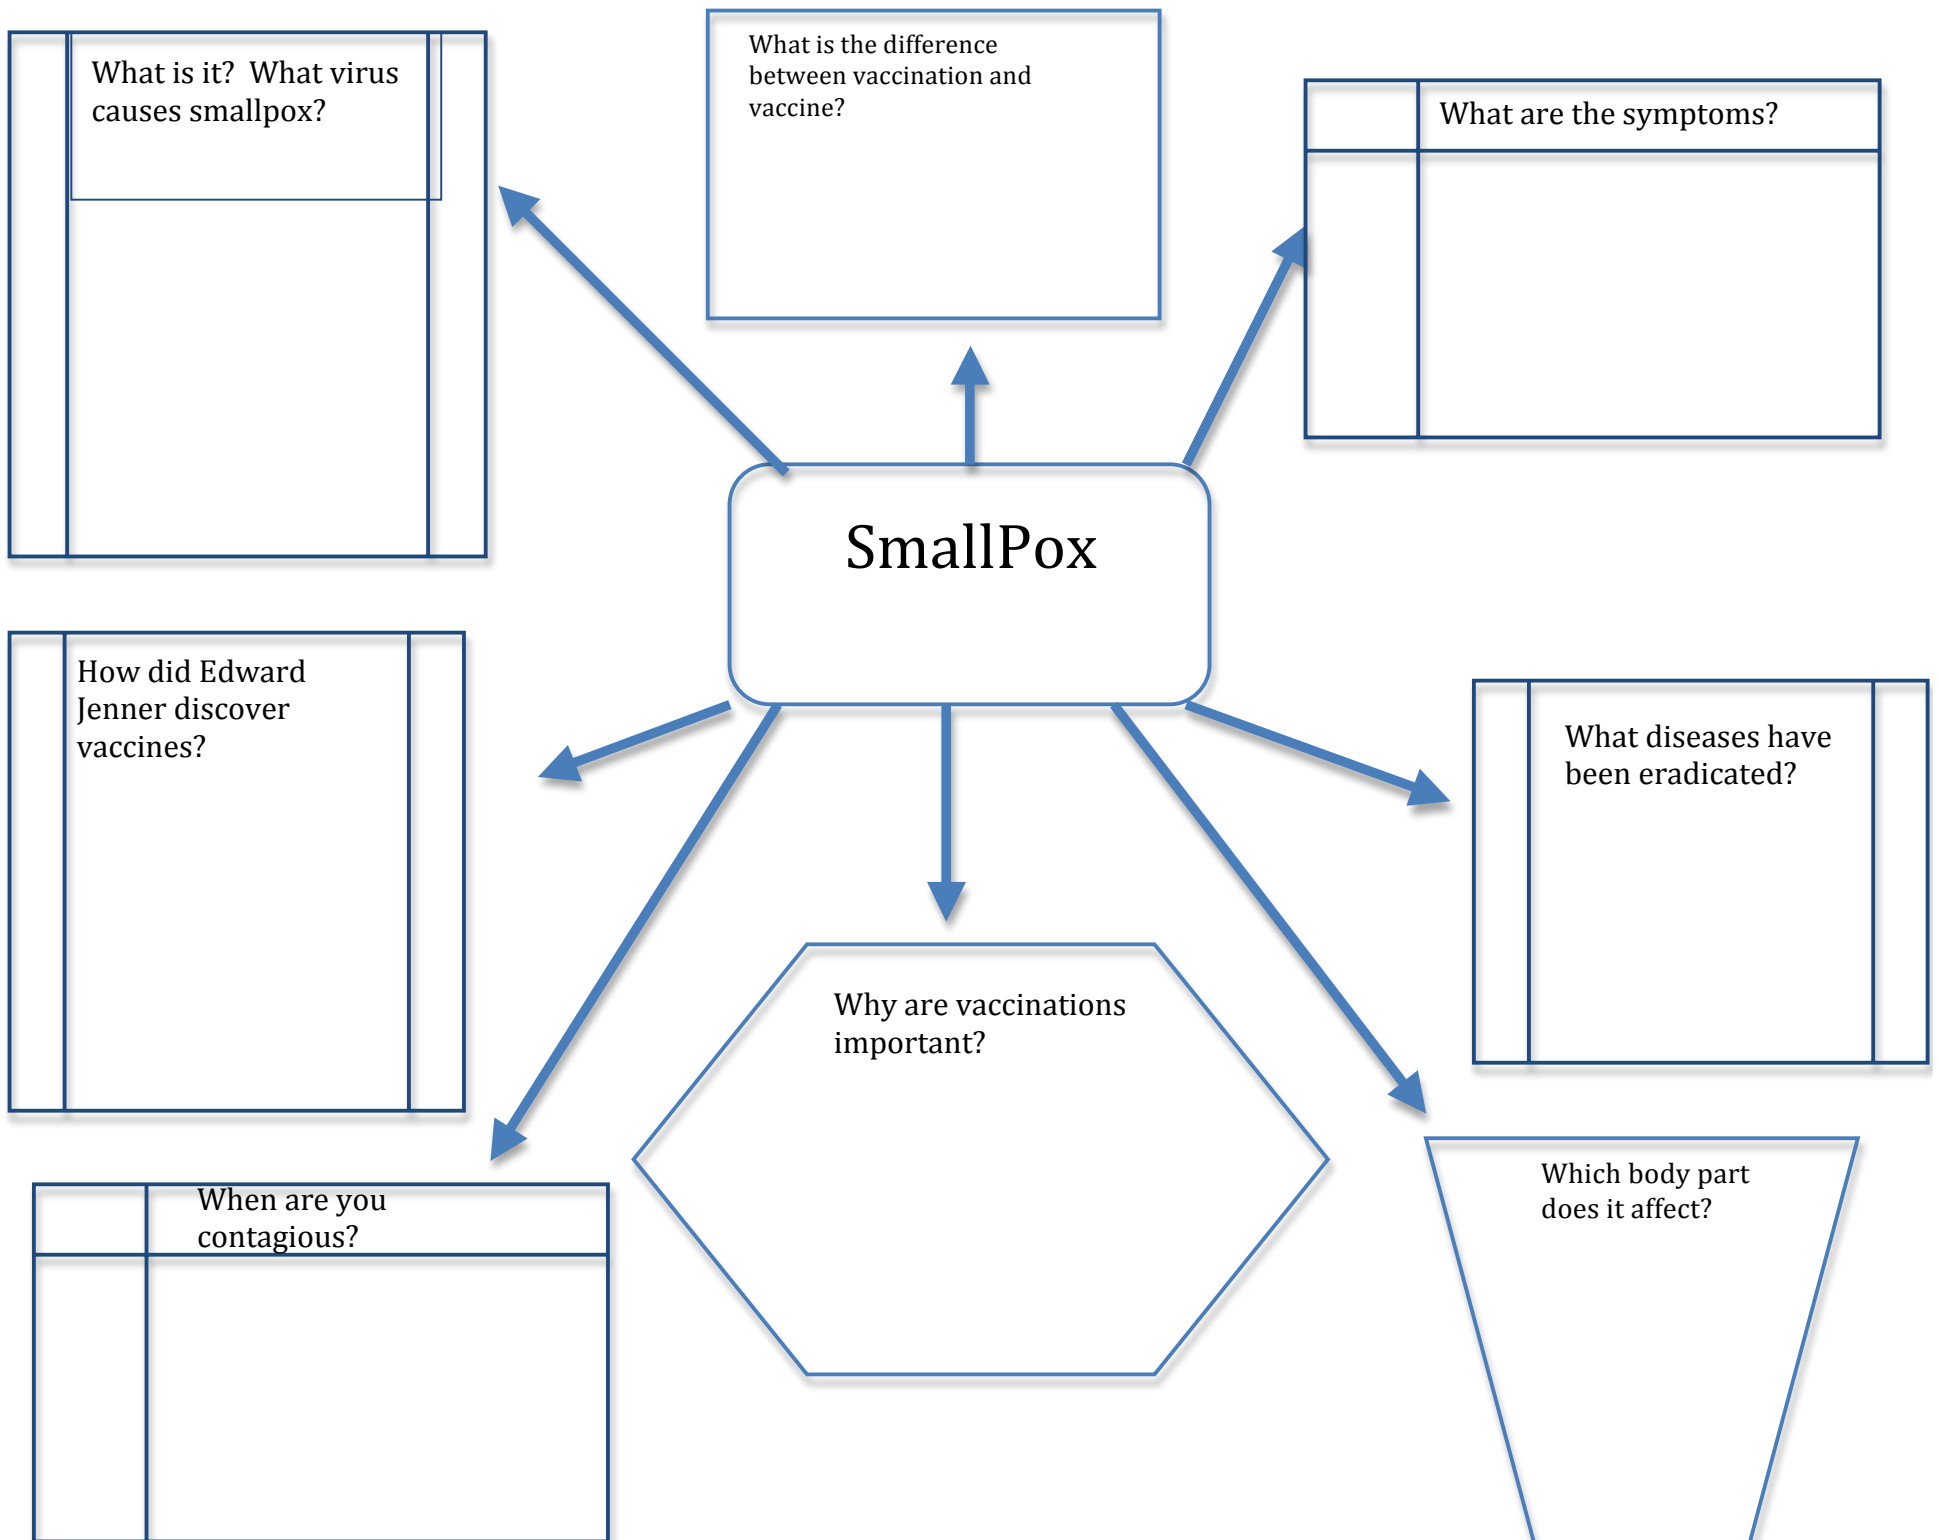 What is it?  What virus
causes smallpox?
What is the difference
between vaccination and
vaccine?
What are the symptoms?
SmallPox
How did Edward
Jenner discover
vaccines?
What diseases have
been eradicated?
Why are vaccinations
important?
When are you
contagious?
Which body part
does it affect?